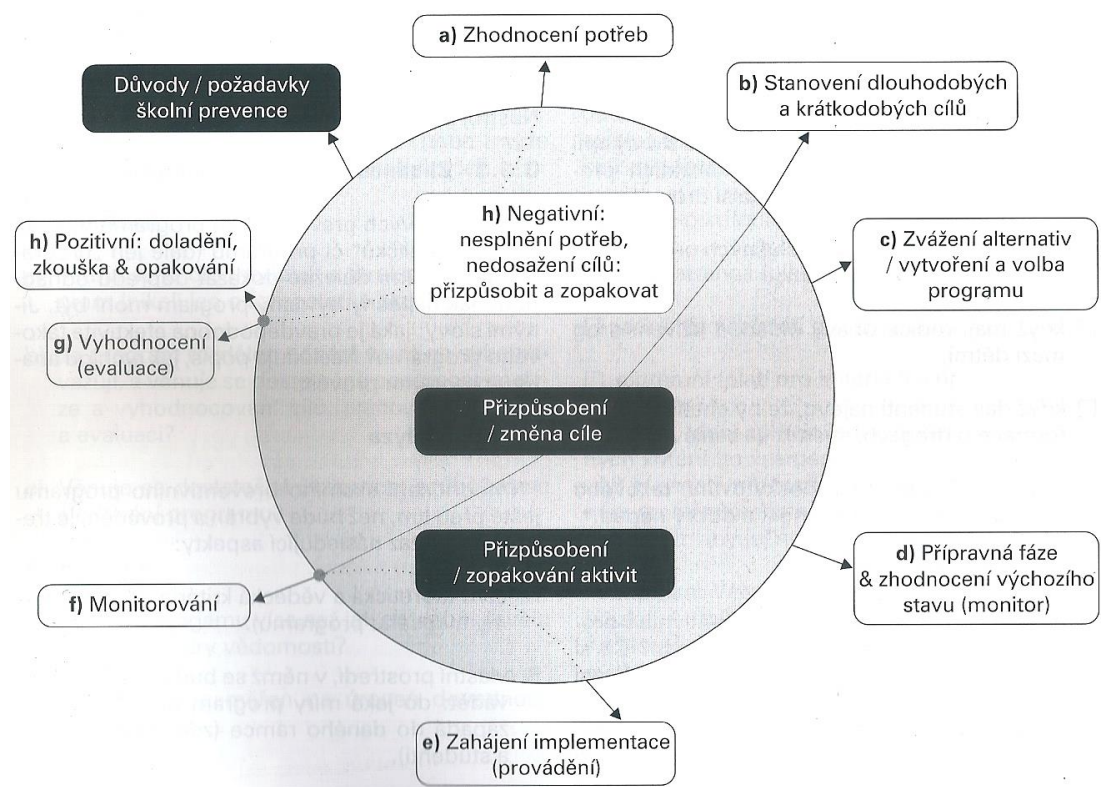 a) Zhodnocení potřeb
Důvody / požadavky
školní prevence
b) Stanovení dlouhodobých
a krátkodobých cílů
h) Negativní:
nesplnění potřeb,
nedosažení cílů:
přizpůsobit a zopakovat
h) Pozitivní: doladění,
zkouška & opakování
c) Zvážení alternativ
/ vytvoření a volba
programu
g) Vyhodnocení
(evaluace)
Přizpůsobení
/ změna cíle
Přizpůsobení
/ zopakování aktivit
d) Přípravná fáze
& zhodnocení výchozího
stavu (monitor)
f) Monitorování
e) Zahájení implementace
(provádění)